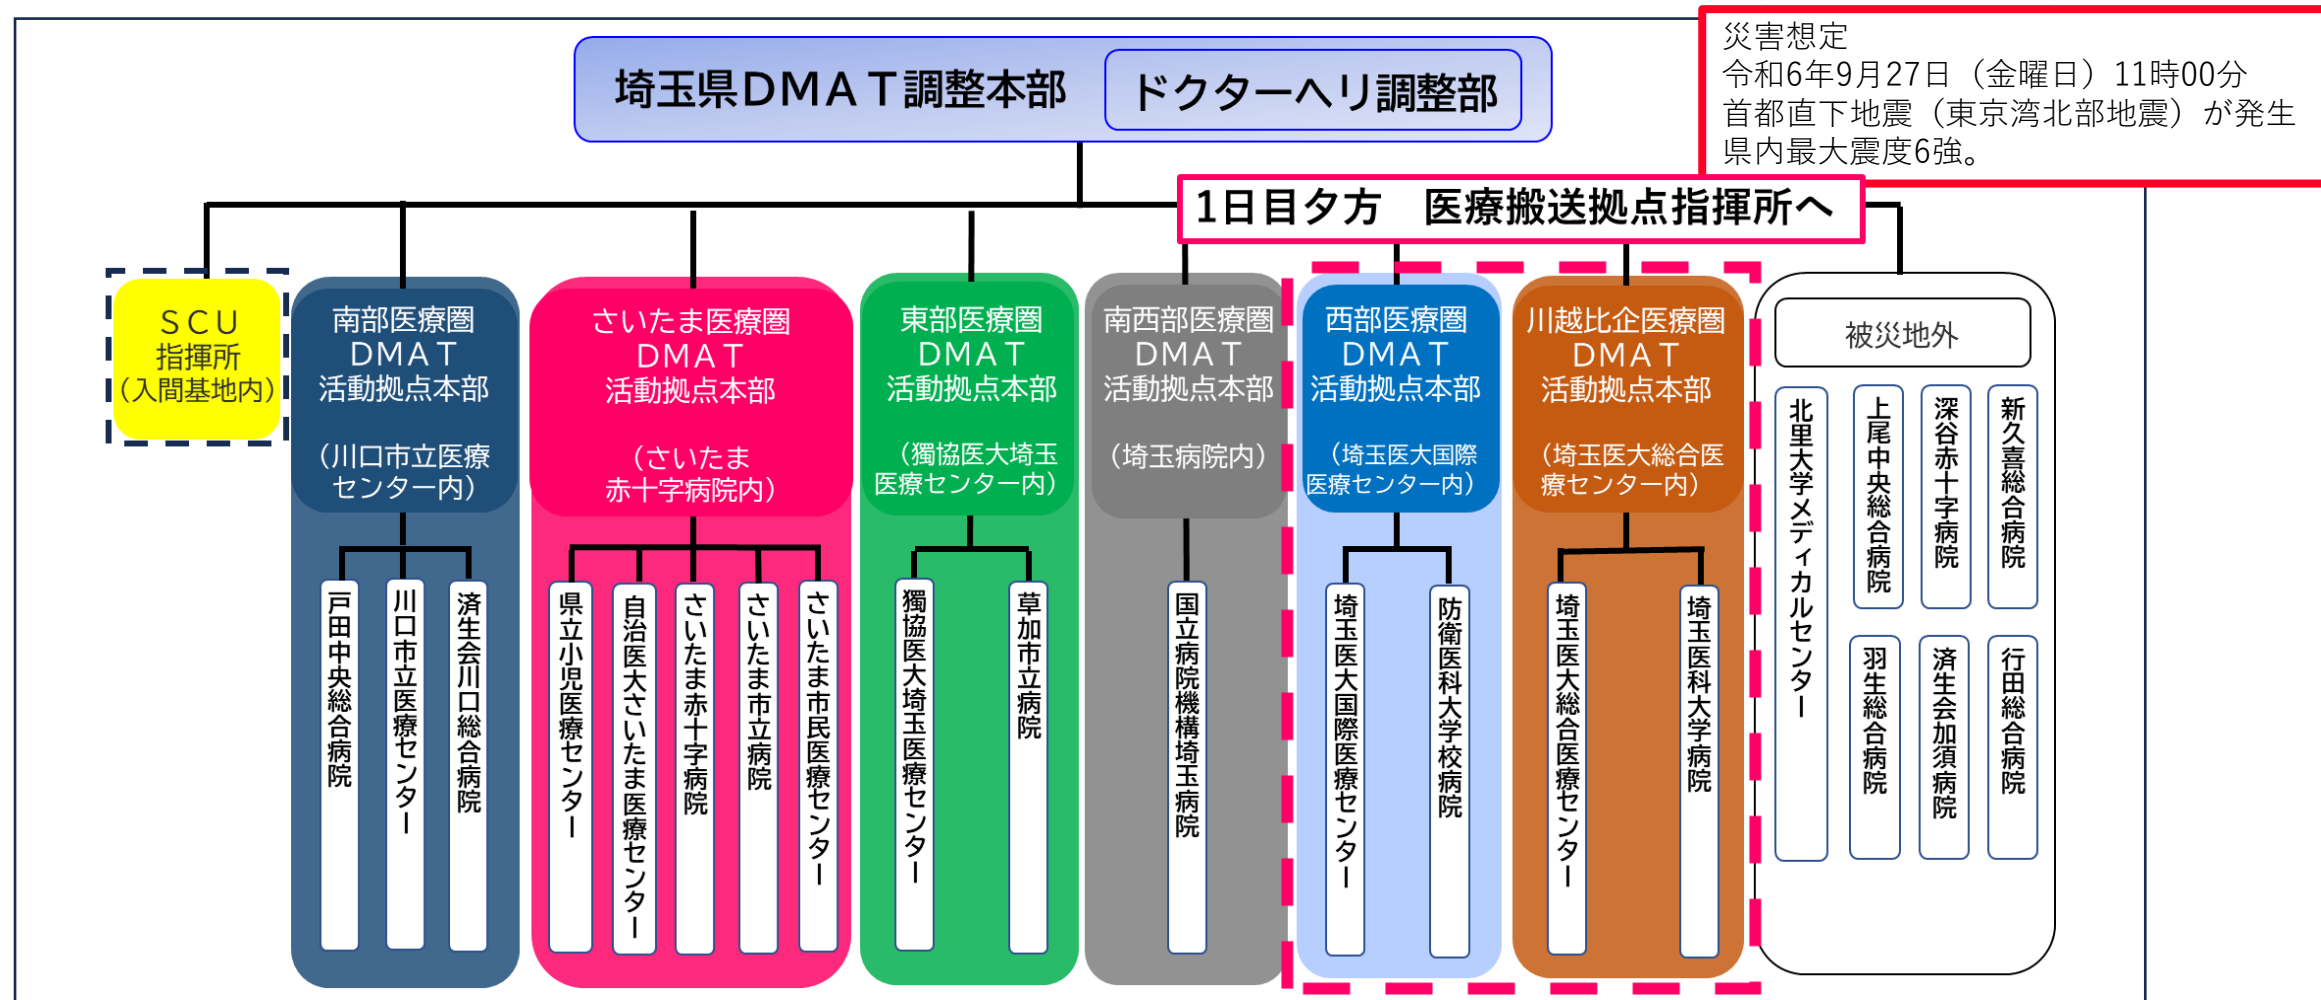 災害想定
令和6年9月27日（金曜日）11時00分
首都直下地震（東京湾北部地震）が発生
県内最大震度6強。
埼玉県ＤＭＡＴ調整本部
ドクターヘリ調整部
1日目夕方　医療搬送拠点指揮所へ
ＳＣＵ
指揮所
（入間基地内）
南部医療圏
ＤＭＡＴ
活動拠点本部
（川口市立医療
センター内）
戸田中央総合病院
川口市立医療センター
済生会川口総合病院
さいたま医療圏
ＤＭＡＴ
活動拠点本部
（さいたま
赤十字病院内）
県立小児医療センター
自治医大さいたま医療センター
さいたま赤十字病院
さいたま市立病院
さいたま市民医療センター
東部医療圏
ＤＭＡＴ
活動拠点本部
（獨協医大埼玉
医療センター内）
獨協医大埼玉医療センター
草加市立病院
南西部医療圏
ＤＭＡＴ
活動拠点本部
（埼玉病院内）
国立病院機構埼玉病院
西部医療圏
ＤＭＡＴ
活動拠点本部
（埼玉医大国際
医療センター内）
埼玉医大国際医療センター
防衛医科大学校病院
川越比企医療圏
ＤＭＡＴ
活動拠点本部
（埼玉医大総合医
療センター内）
埼玉医大総合医療センター
埼玉医科大学病院
被災地外
北里大学メディカルセンター
上尾中央総合病院
深谷赤十字病院
新久喜総合病院
羽生総合病院
済生会加須病院
行田総合病院